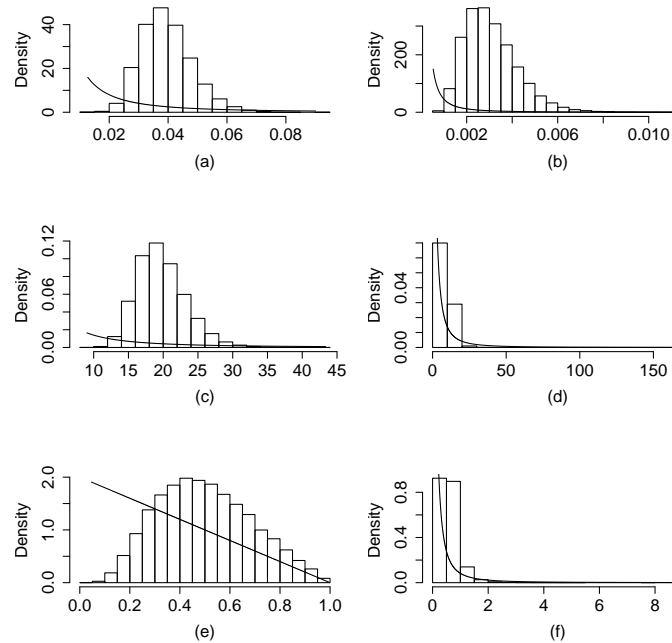 Density
0 20 40
0.02 0.04 0.06 0.08
(a)
Density
0 200
0.002 0.006 0.010
(b)
Density
0.00 0.06 0.12
10 15 20 25 30 35 40 45
(c)
Density
0.00 0.04
0 50 100 150
(d)
Density
0.0 1.0 2.0
0.0 0.2 0.4 0.6 0.8 1.0
(e)
Density
0.0 0.4 0.8
0 2 4 6 8
(f)